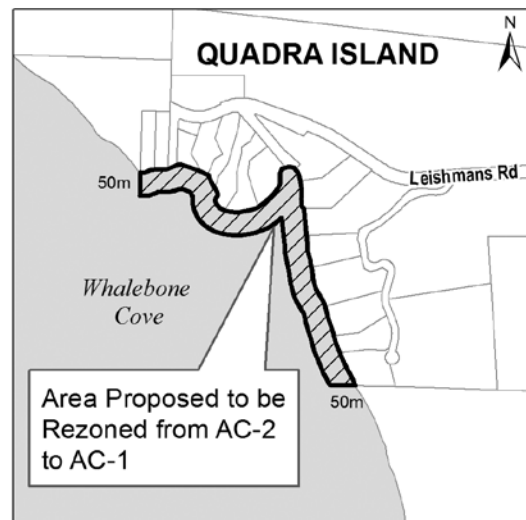 N
QUADRA ISLAND
50m
Leishmans Rd
Whalebone
Cove
Area Proposed to be
Rezoned from AC-2
to AC-1
50m